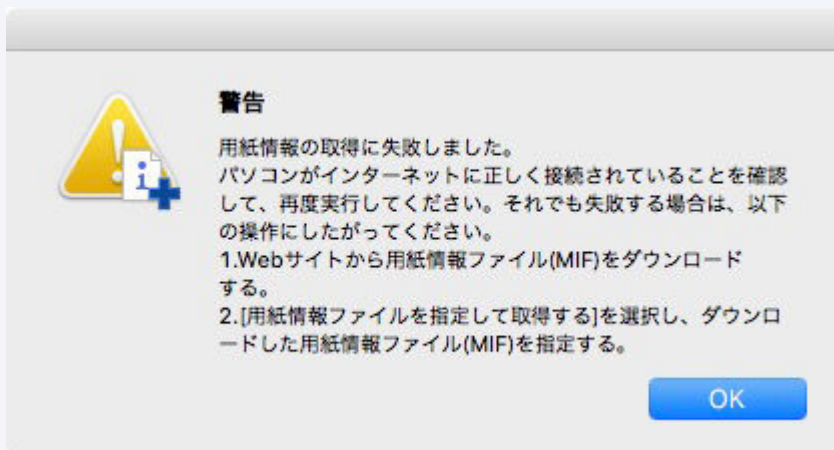 警告
用紙情報の取得に失敗しました。
パソコンがインターネットに正しく接続されていることを確認
して、再度実行してください。それでも失敗する場合は、以下
の操作にしたがってください。
1.Webサイトから用紙情報ファイル(MIF)をダウンロード
する。
2.[用紙情報ファイルを指定して取得する]を選択し、ダウンロ
ードした用紙情報ファイル(MIF)を指定する。
OK